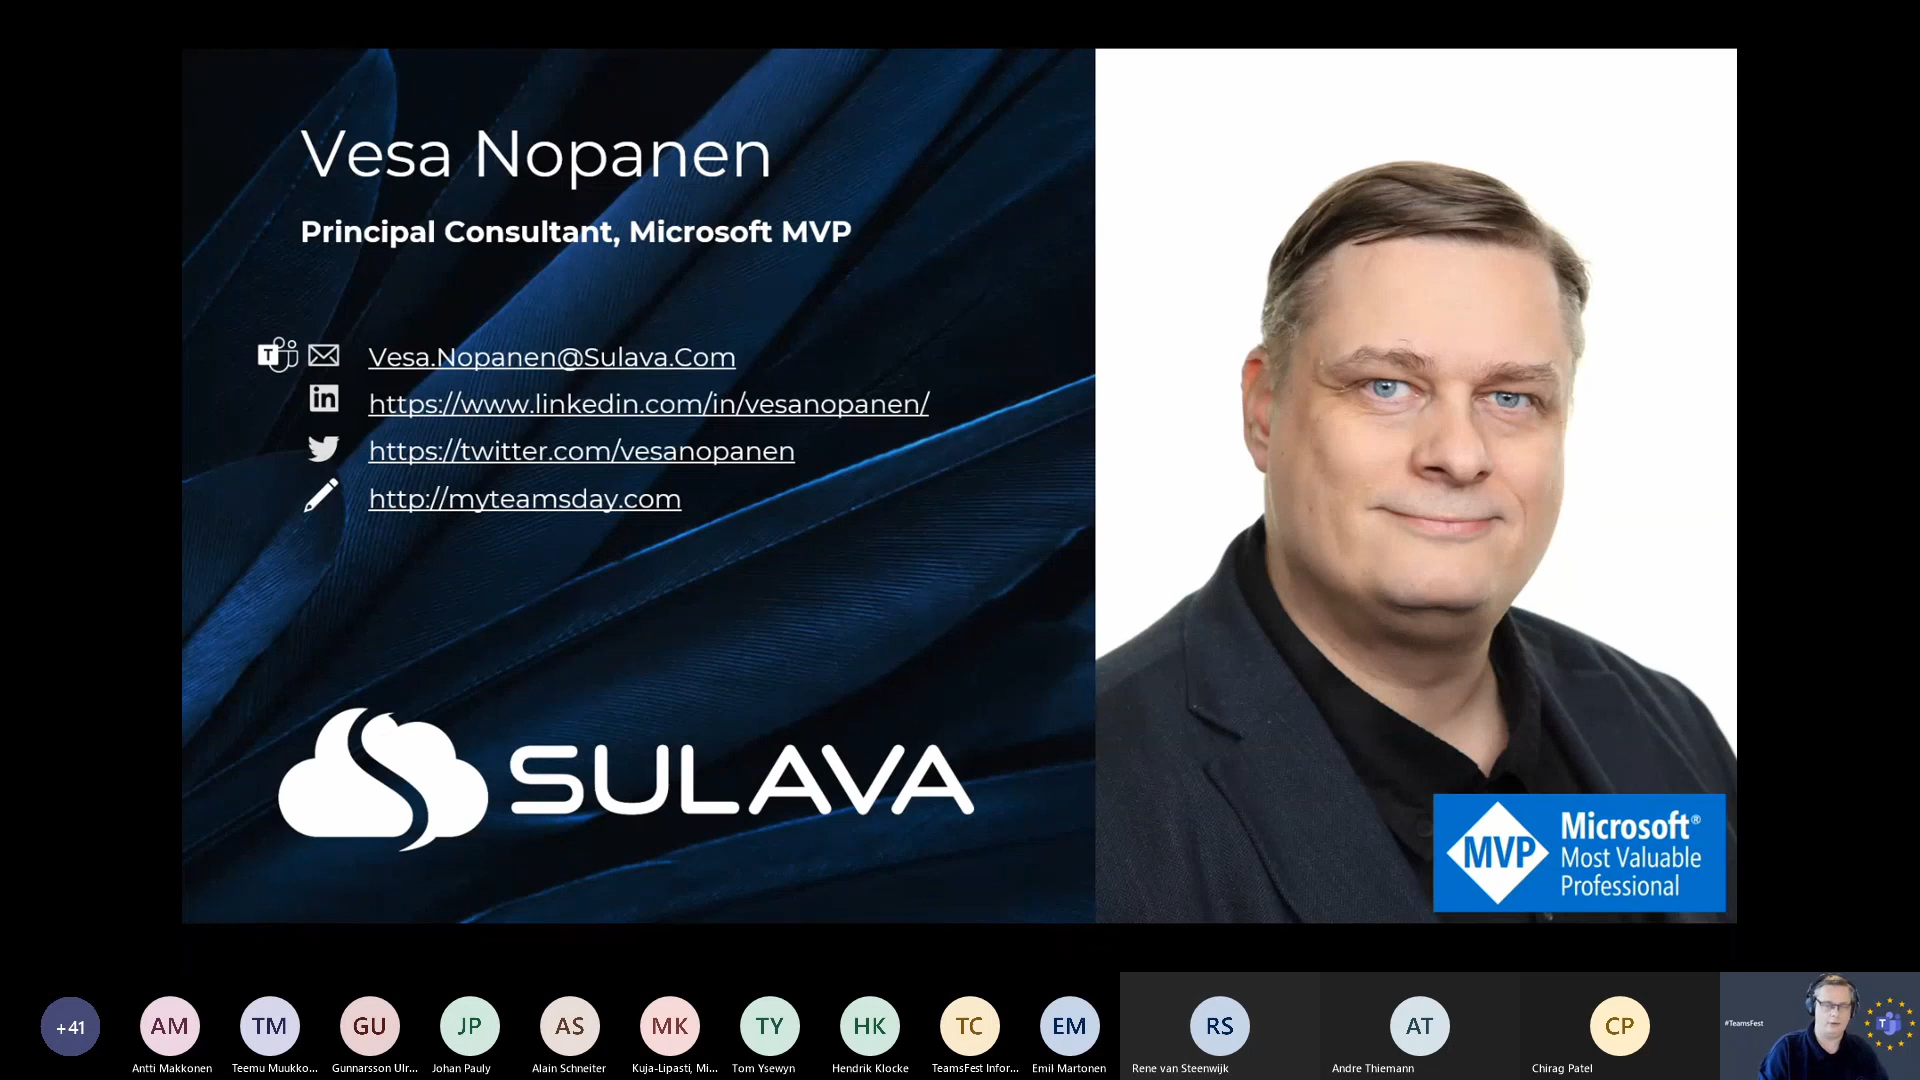 Vesa Nopanen
Principal Consultant, Microsoft MVP
T
Vesa.Nopanen@Sulava.Com
in
https://www.linkedin.com/in/vesanopanen/
https://twitter.com/vesanopanen
http://myteamsday.com
SULAVA
MVP
Microsoft®
Most Valuable
Professional
+41
AM
TM
GU
JP
AS
MK
TY
HK
TC
EM
RS
AT
CP
#TeamsFest
T
Antti Makkonen
Teemu Muukko...
Gunnarsson Ulr...
Johan Pauly
Alain Schneiter
Kuja-Lipasti, Mi...
Tom Ysewyn
Hendrik Klocke
TeamsFest Infor...
Emil Martonen
Rene van Steenwijk
Andre Thiemann
Chirag Patel